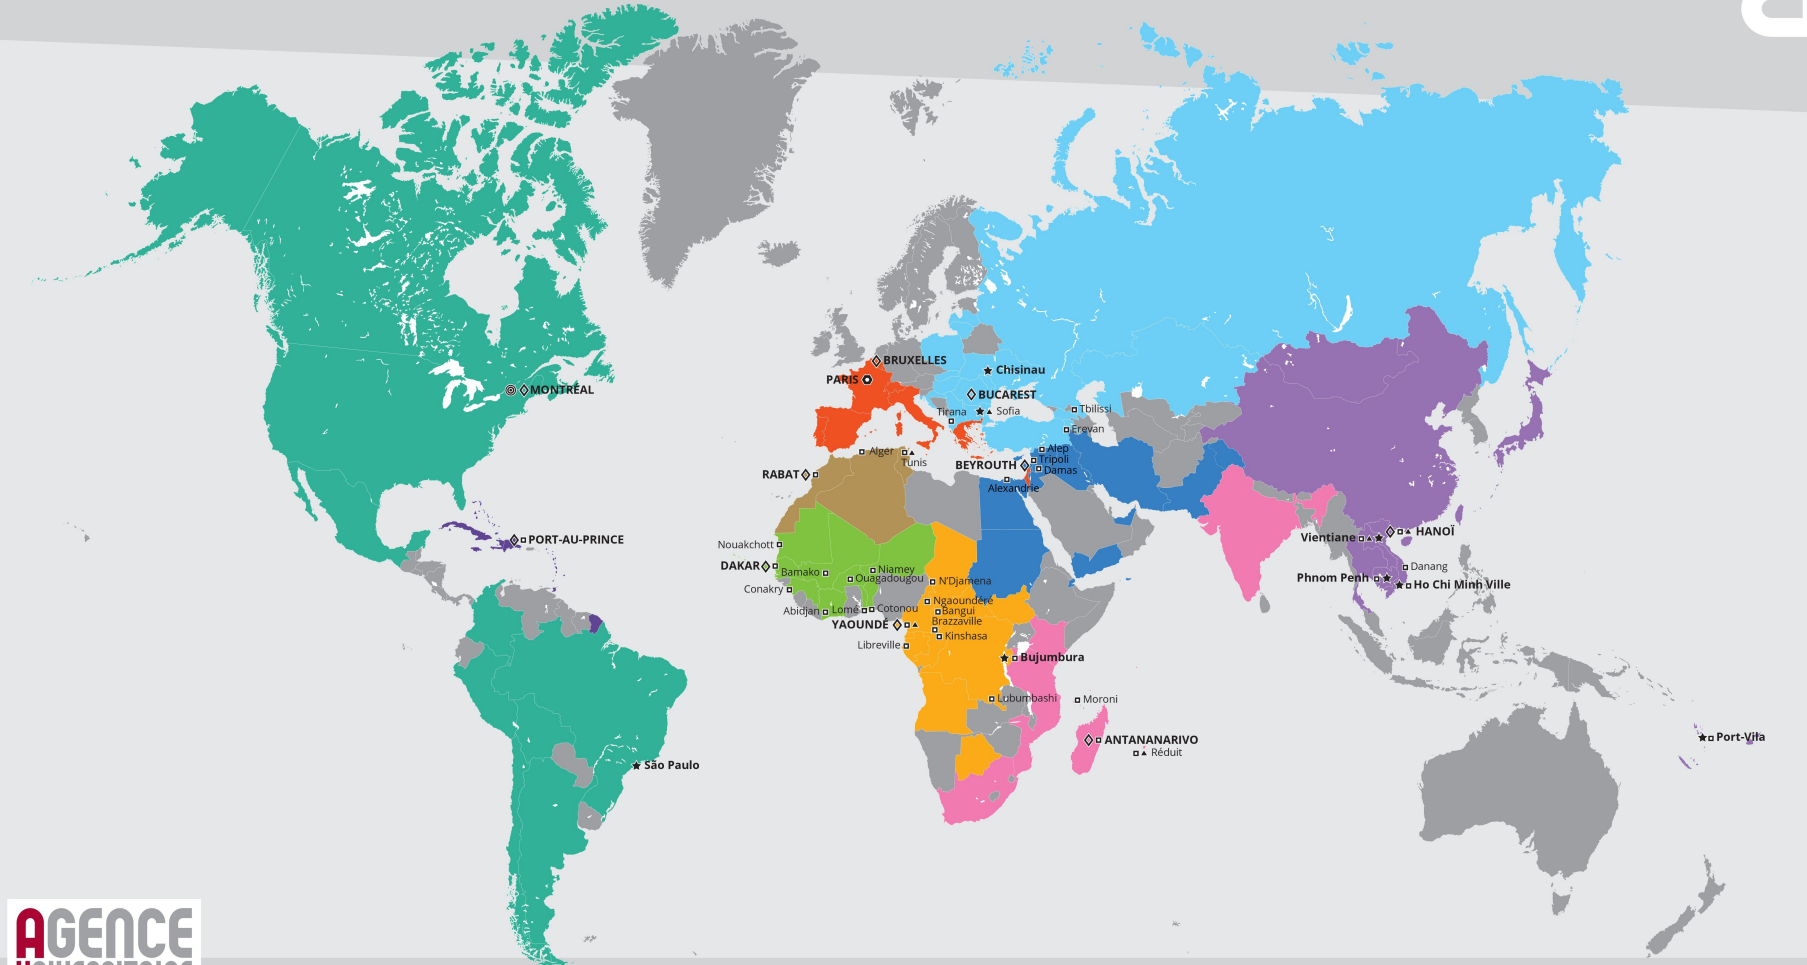 BRUXELLES
PARIS
Chisinau
MONTRÉAL
BUCAREST
Tirana
Sofia
Tbilissi
Erevan
Alger
Tunis
Alep
Tripoli
BEYROUTH
Damas
RABAT
Alexandrie
PORT-AU-PRINCE
HANOÏ
Vientiane
Nouakchott
DAKAR
Bamako
Niamey
Ouagadougou
N'Djamena
Danang
Phnom Penh
Ho Chi Minh Ville
Conakry
Abidjan
Lomé
Cotonou
Ngaoundéré
Bangui
YAOUNDÉ
Brazzaville
Kinshasa
Libreville
Bujumbura
Lubumbashi
Moroni
ANTANANARIVO
Réduit
Port-Vila
São Paulo
AGENCE